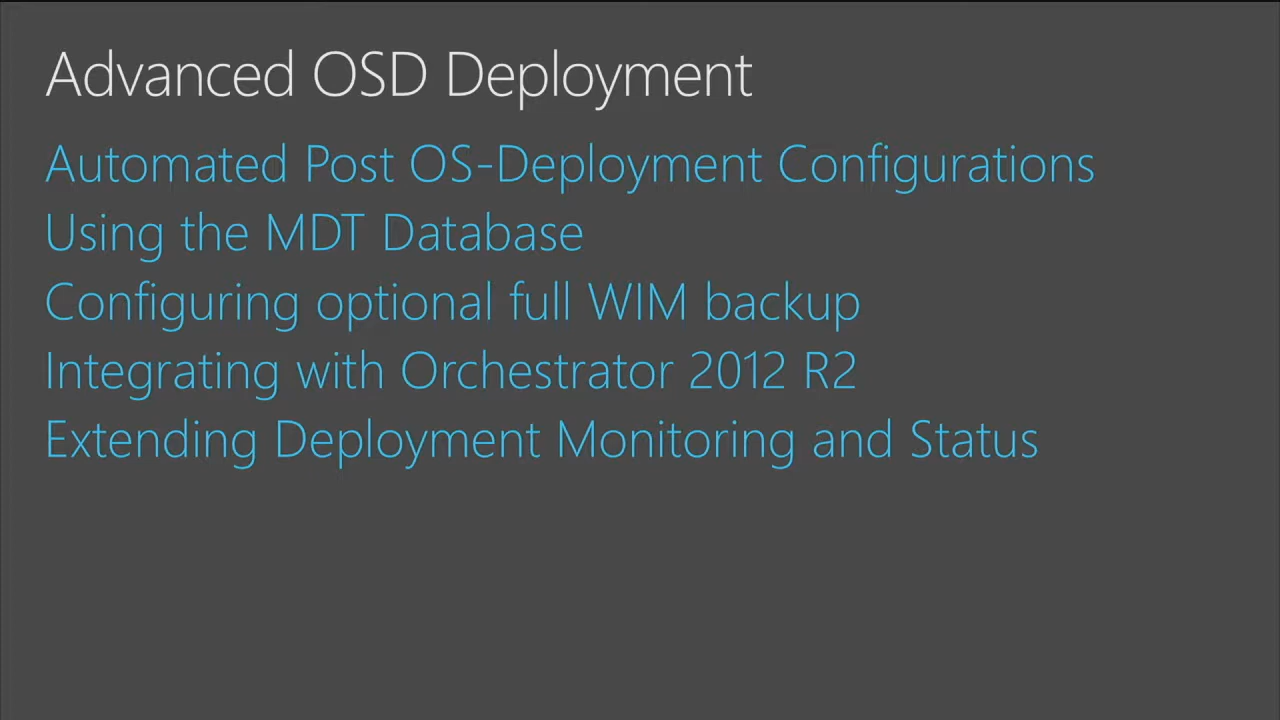 Advanced OSD Deployment
Automated Post OS-Deployment Configurations
Using the MDT Database
Configuring optional full WIM backup
Integrating with Orchestrator 2012 R2
Extending Deployment Monitoring and Status